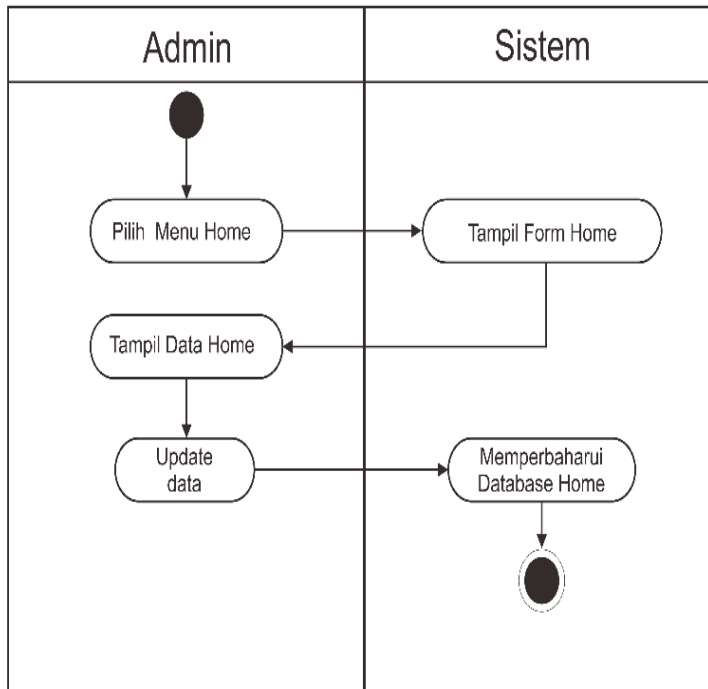 Admin
Sistem
Pilih Menu Home
Tampil Form Home
Tampil Data Home
Update
data
Memperbaharui
Database Home